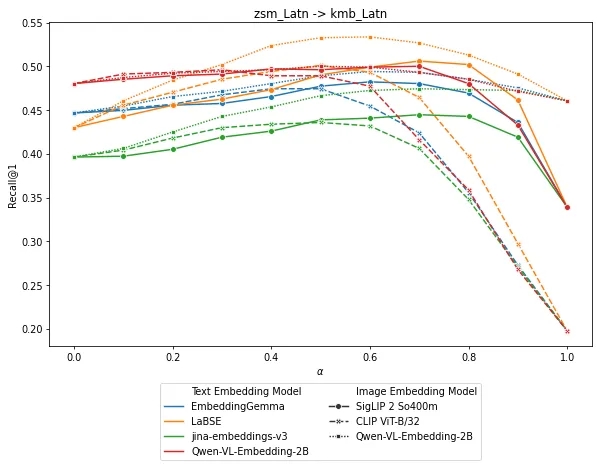 zsm_Latn -> kmb_Latn
Recall@1
0.55
0.50
0.45
0.40
0.35
0.30
0.25
0.20
0.0 0.2 0.4 0.6 0.8 1.0
α
Text Embedding Model
EmbeddingGemma
LaBSE
jina-embeddings-v3
Qwen-VL-Embedding-2B
Image Embedding Model
SigLIP 2 So400m
CLIP ViT-B/32
Qwen-VL-Embedding-2B